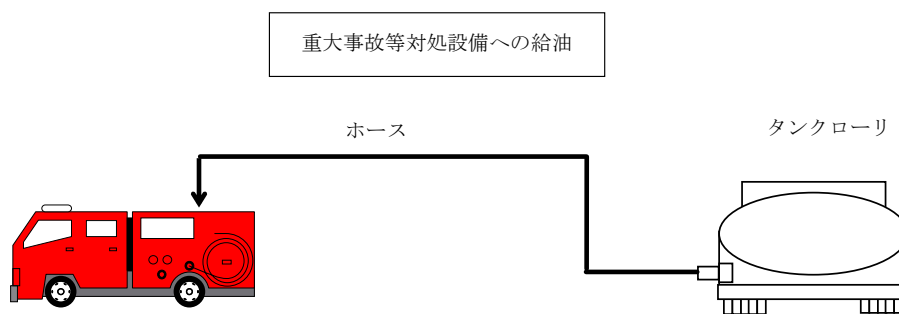 重大事故等対処設備への給油
ホース
タンクローリ